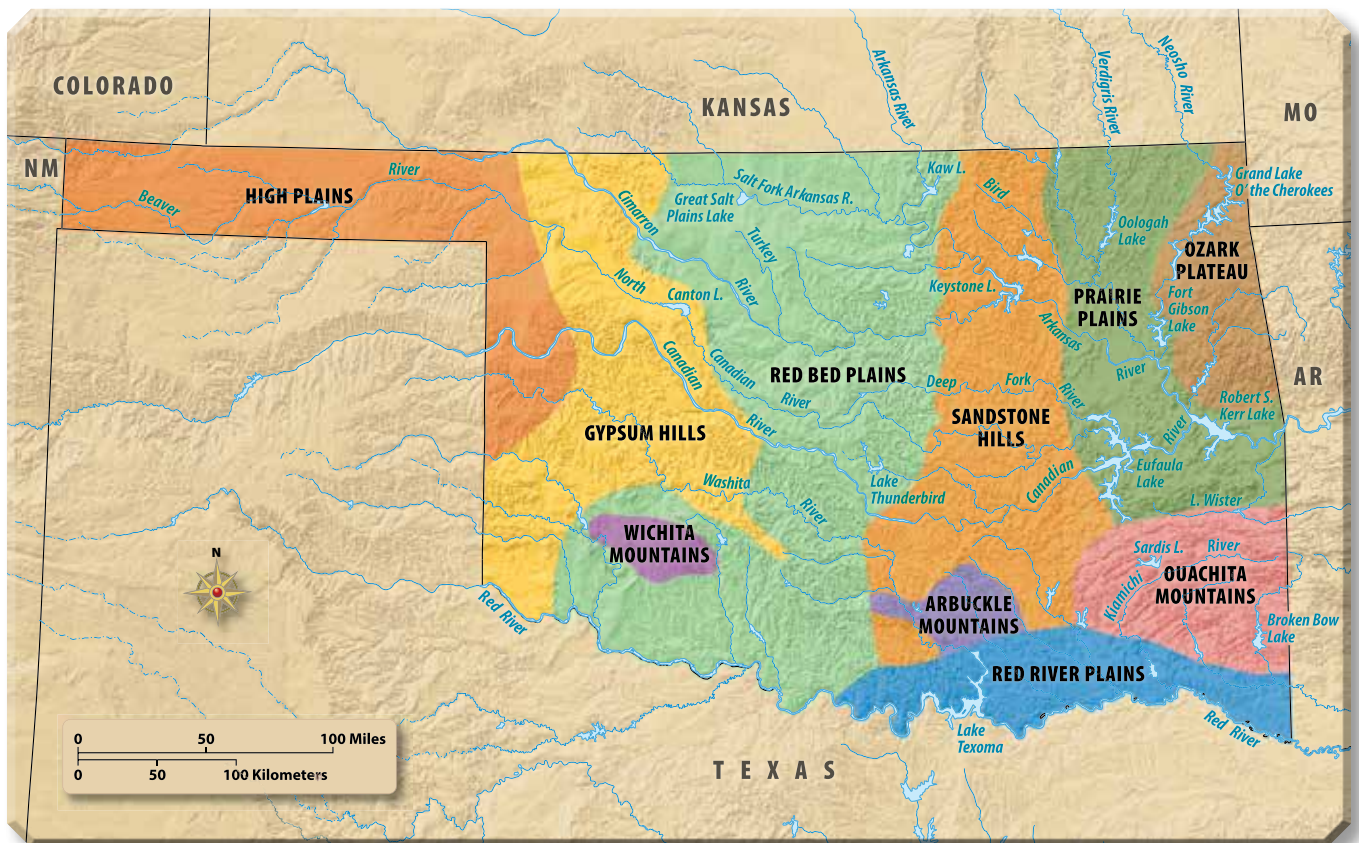 COLORADO
KANSAS
MO
NM
AR
TEXAS
Arkansas River
Verdigris River
Neosho River
HIGH PLAINS
Beaver
River
Cimarron
River
Great Salt
Plains Lake
Salt Fork Arkansas R.
Turkey
Kaw L.
Bird
Oologah
Lake
Grand Lake
O' the Cherokees
OZARK
PLATEAU
PRAIRIE
PLAINS
Fort
Gibson
Lake
North
Canton L.
Keystone L.
Arkansas
River
Canadian
Canadian
River
River
RED BED PLAINS
Deep
Fork
River
SANDSTONE
HILLS
Robert S.
Kerr Lake
GYPSUM HILLS
Washita
River
Lake
Thunderbird
Canadian
River
Eufaula
Lake
L. Wister
WICHITA
MOUNTAINS
Sardis L.
River
Kiamichi
OUACHITA
MOUNTAINS
ARBUCKLE
MOUNTAINS
Broken Bow
Lake
Red River
RED RIVER PLAINS
Red River
Lake
Texoma
N
0 50 100 Miles
0 50 100 Kilometers